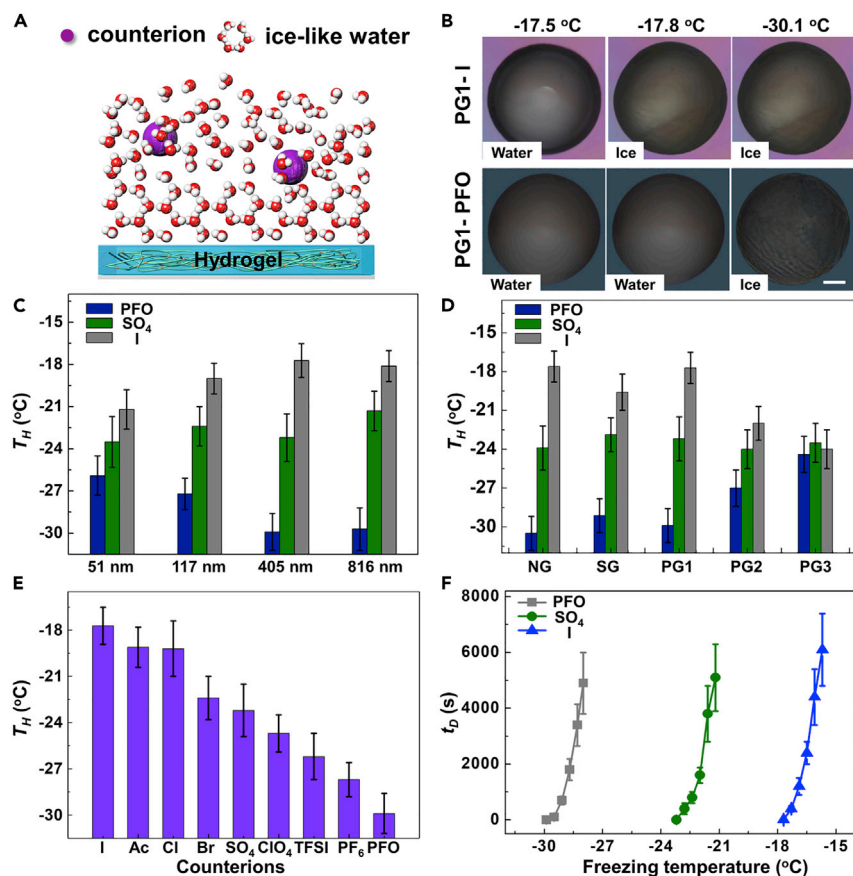 A
counterion ice-like water
Hydrogel
B
-17.5 °C -17.8 °C -30.1 °C
PG1- I
Water Ice Ice
PG1- PFO
Water Water Ice
C
PFO
SO4
I
-15
-18
-21
-24
-27
-30
TH (°C)
51 nm 117 nm 405 nm 816 nm
D
PFO
SO4
I
-15
-18
-21
-24
-27
-30
TH (°C)
NG SG PG1 PG2 PG3
E
-18
-21
-24
-27
-30
TH (°C)
I Ac Cl Br SO4 ClO4 TFSI PF6 PFO
Counterions
F
PFO
SO4
I
8000
6000
4000
2000
0
tD (s)
-30 -27 -24 -21 -18 -15
Freezing temperature (°C)